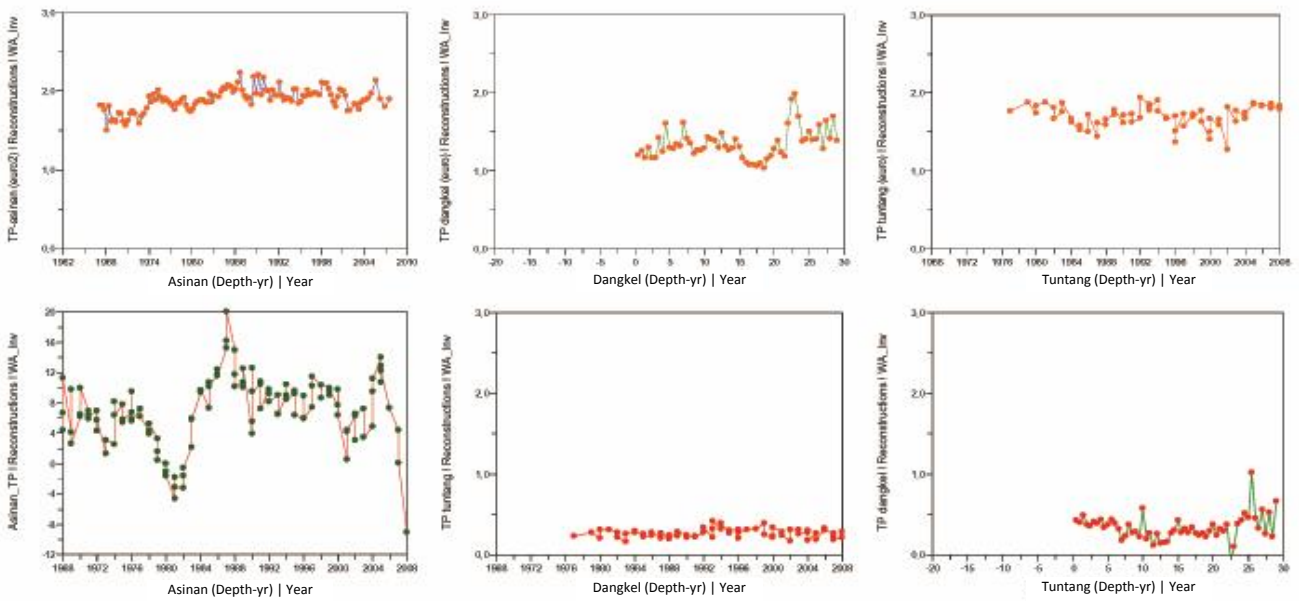 3,0
2,0
1,0
0,0
TP-asinan (euro2) | Reconstructions | WA_Inv
1962 1968 1974 1980 1986 1992 1998 2004 2010
Asinan (Depth-yr) | Year
3,0
2,0
1,0
0,0
TP dangkel (euro) | Reconstructions | WA_Inv
-20 -15 -10 -5 0 5 10 15 20 25 30
Dangkel (Depth-yr) | Year
3,0
2,0
1,0
0,0
TP tuntang (euro) | Reconstructions | WA_Inv
1968 1972 1976 1980 1984 1988 1992 1996 2000 2004 2008
Tuntang (Depth-yr) | Year
20
16
12
8
4
0
-4
-8
-12
Asinan_TP | Reconstructions | WA_Inv
1968 1972 1976 1980 1984 1988 1992 1996 2000 2004 2008
Asinan (Depth-yr) | Year
3,0
2,0
1,0
0,0
TP tuntang | Reconstructions | WA_Inv
1968 1972 1976 1980 1984 1988 1992 1996 2000 2004 2008
Dangkel (Depth-yr) | Year
3,0
2,0
1,0
0,0
TP dangkel | Reconstructions | WA_Inv
-20 -15 -10 -5 0 5 10 15 20 25 30
Tuntang (Depth-yr) | Year